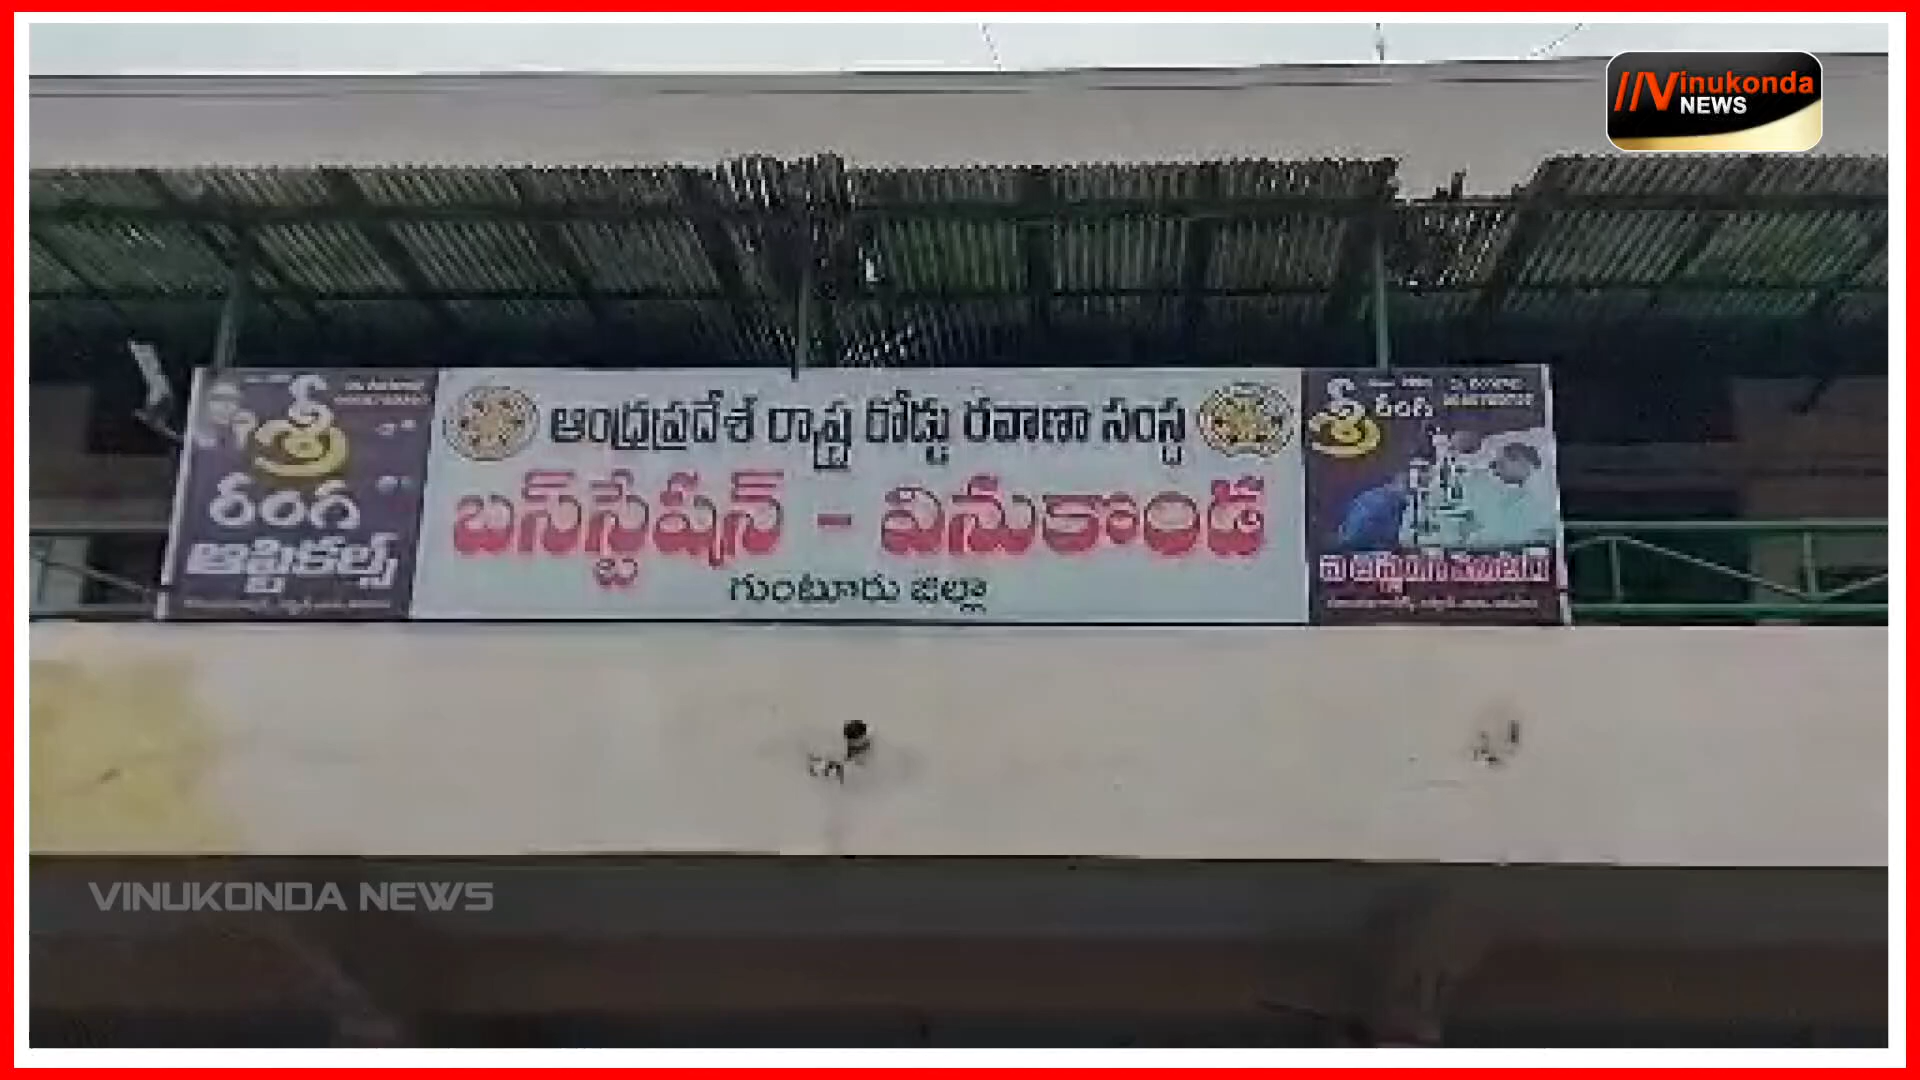 //Vinukonda
NEWS
ఆంధ్రప్రదేశ్ రాష్ట్ర రోడ్డు రవాణా సంస్థ
బస్‌స్టేషన్ - వినుకొండ
గుంటూరు జిల్లా
శ్రీ
రంగ
ఆప్టికల్స్
శ్రీ రంగ
VINUKONDA NEWS